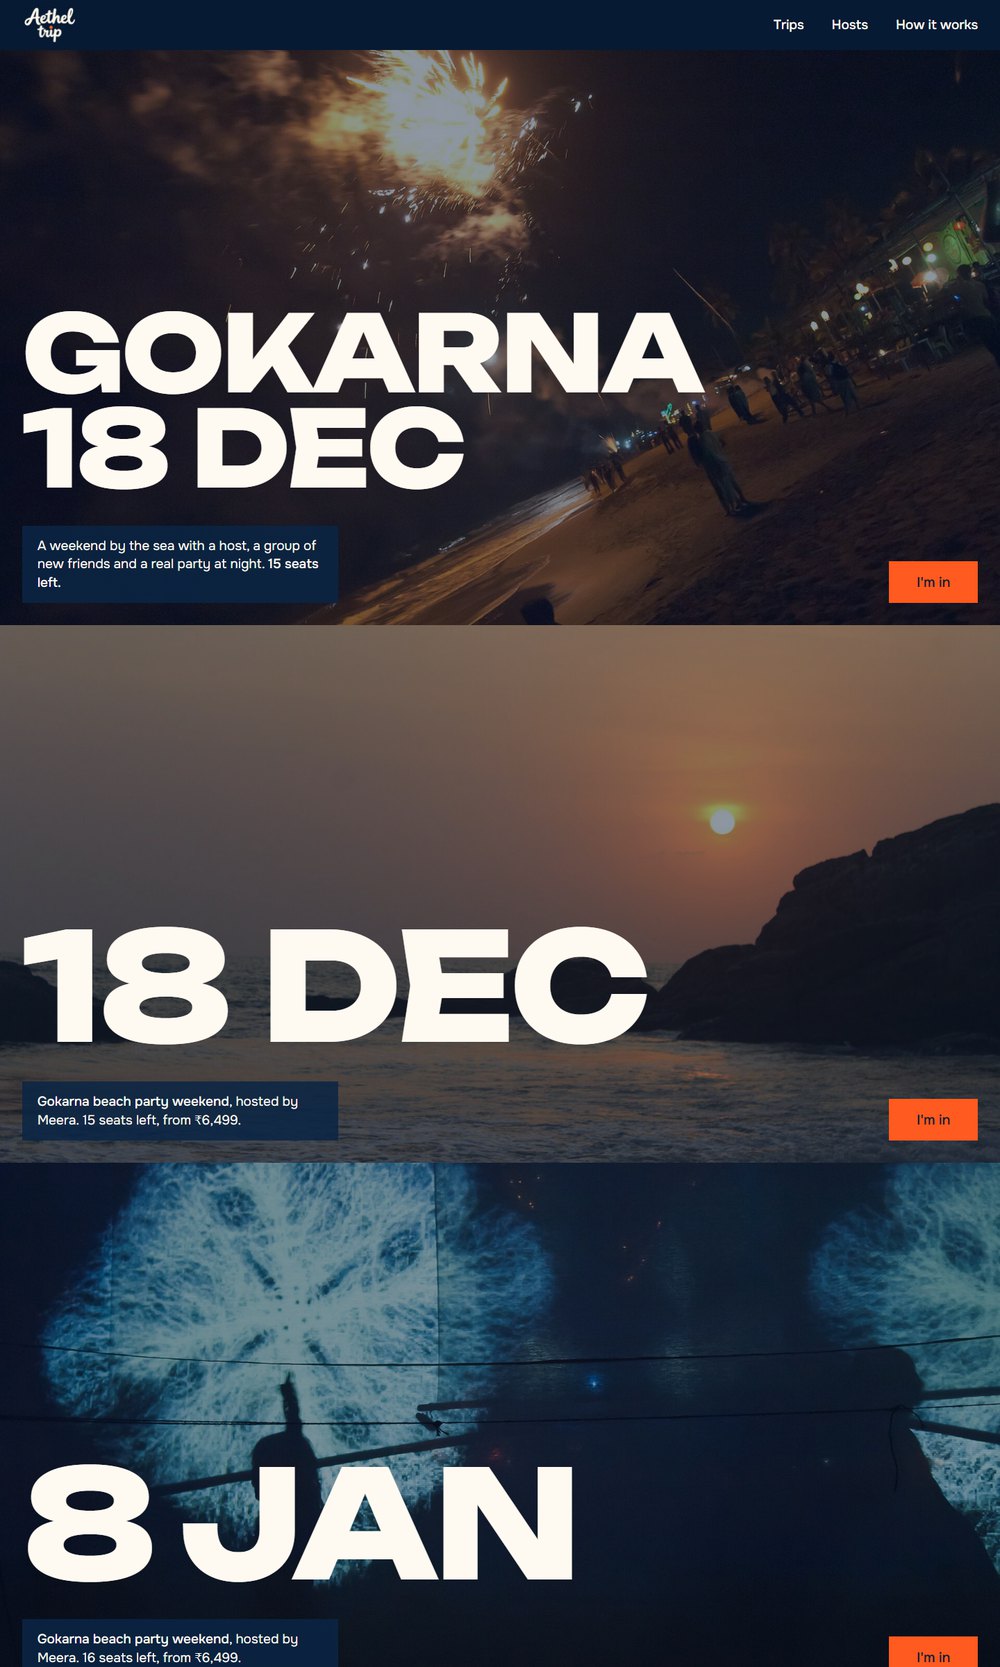 Aethel
trip
Trips Hosts How it works
GOKARNA
18 DEC
A weekend by the sea with a host, a group of
new friends and a real party at night. 15 seats
left.
I'm in
18 DEC
Gokarna beach party weekend, hosted by
Meera. 15 seats left, from ₹6,499.
I'm in
8 JAN
Gokarna beach party weekend, hosted by
Meera. 16 seats left, from ₹6,499.
I'm in